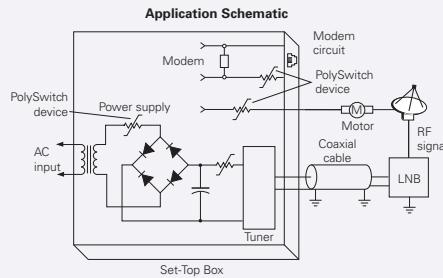 Application Schematic
Modem
circuit
Modem
PolySwitch
device
PolySwitch
device
Power supply
M
Motor
RF
signal
AC
input
Coaxial
cable
LNB
Tuner
Set-Top Box